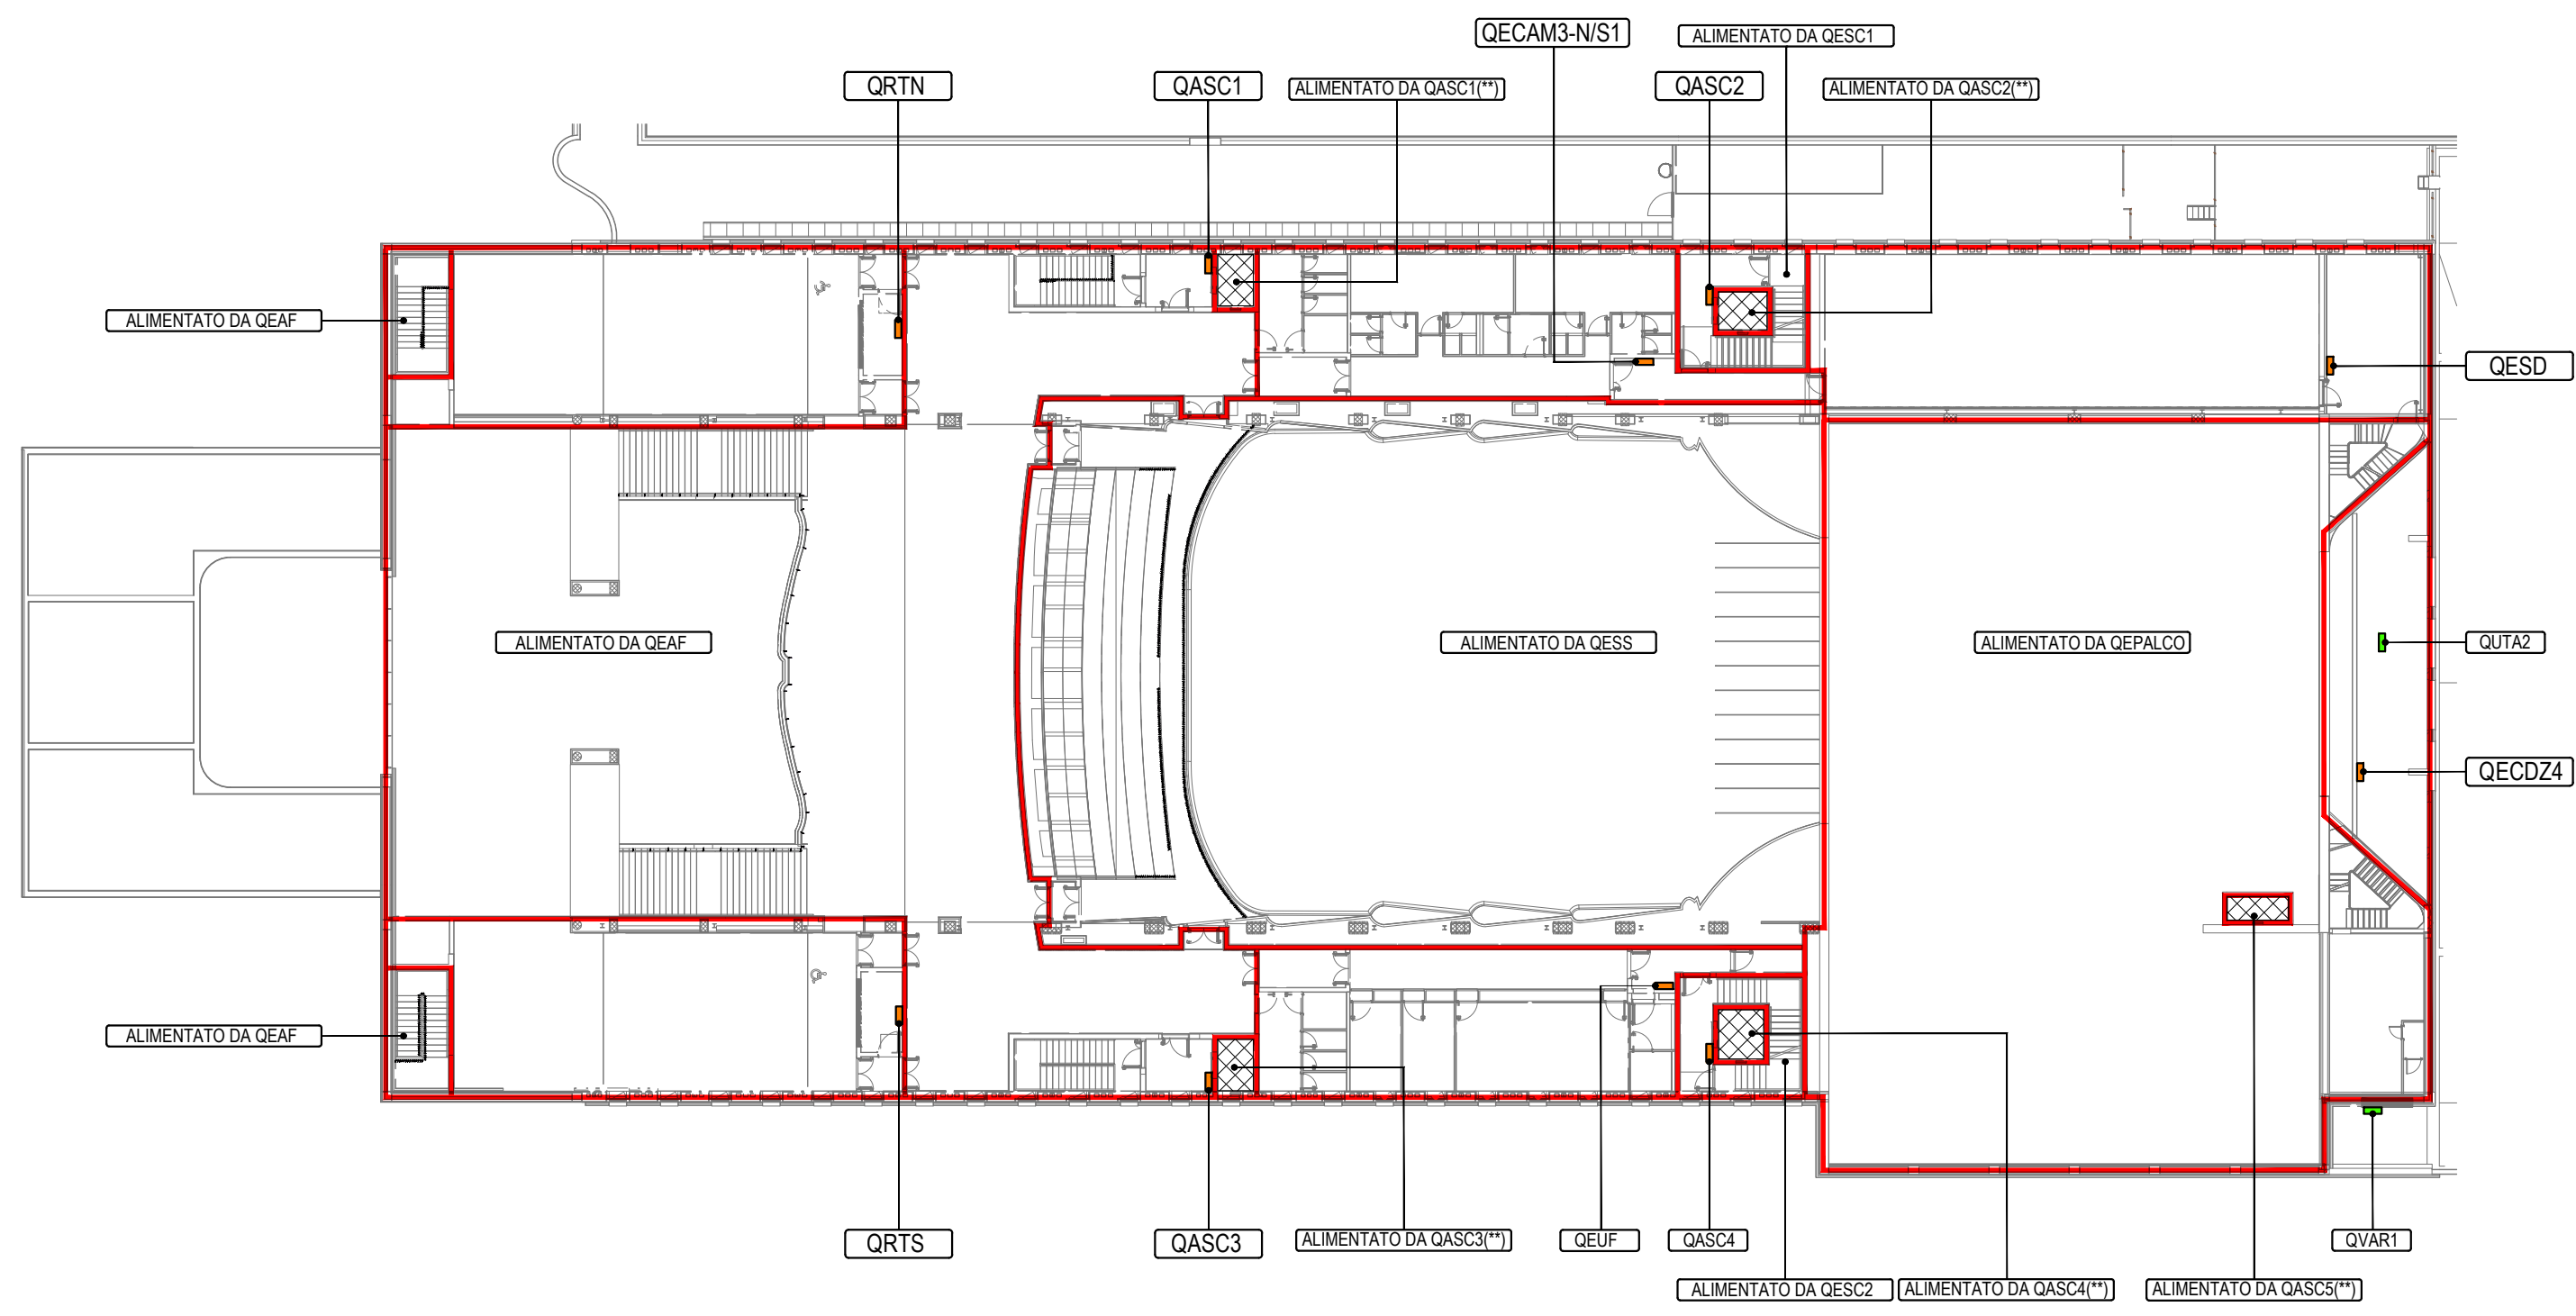 QECAM3-N/S1
ALIMENTATO DA QESC1
QRTN
QASC1
ALIMENTATO DA QASC1(**)
QASC2
ALIMENTATO DA QASC2(**)
ALIMENTATO DA QEAF
QESD
ALIMENTATO DA QEAF
ALIMENTATO DA QESS
ALIMENTATO DA QEPALCO
QUTA2
QECDZ4
ALIMENTATO DA QEAF
QRTS
QASC3
ALIMENTATO DA QASC3(**)
QEUF
QASC4
QVAR1
ALIMENTATO DA QESC2
ALIMENTATO DA QASC4(**)
ALIMENTATO DA QASC5(**)